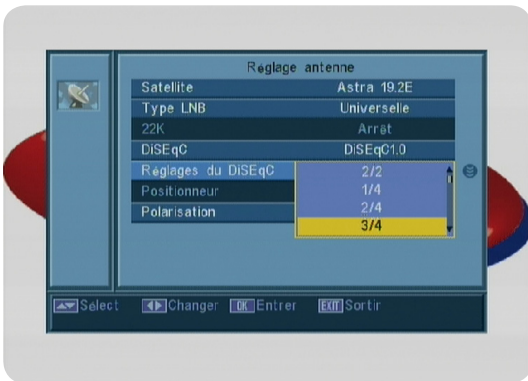 Réglage antenne
Satellite Astra 19.2E
Type LNB Universelle
22K Arrêt
DiSEqC DiSEqC1.0
Réglages du DiSEqC 2/2
Positionneur 1/4
Polarisation 2/4
3/4
Sélect Changer OK Entrer EXIT Sortir